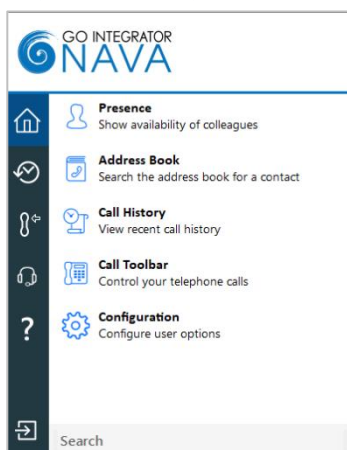 GO INTEGRATOR
NAVA
Presence
Show availability of colleagues
Address Book
Search the address book for a contact
Call History
View recent call history
Call Toolbar
Control your telephone calls
?
Configuration
Configure user options
Search